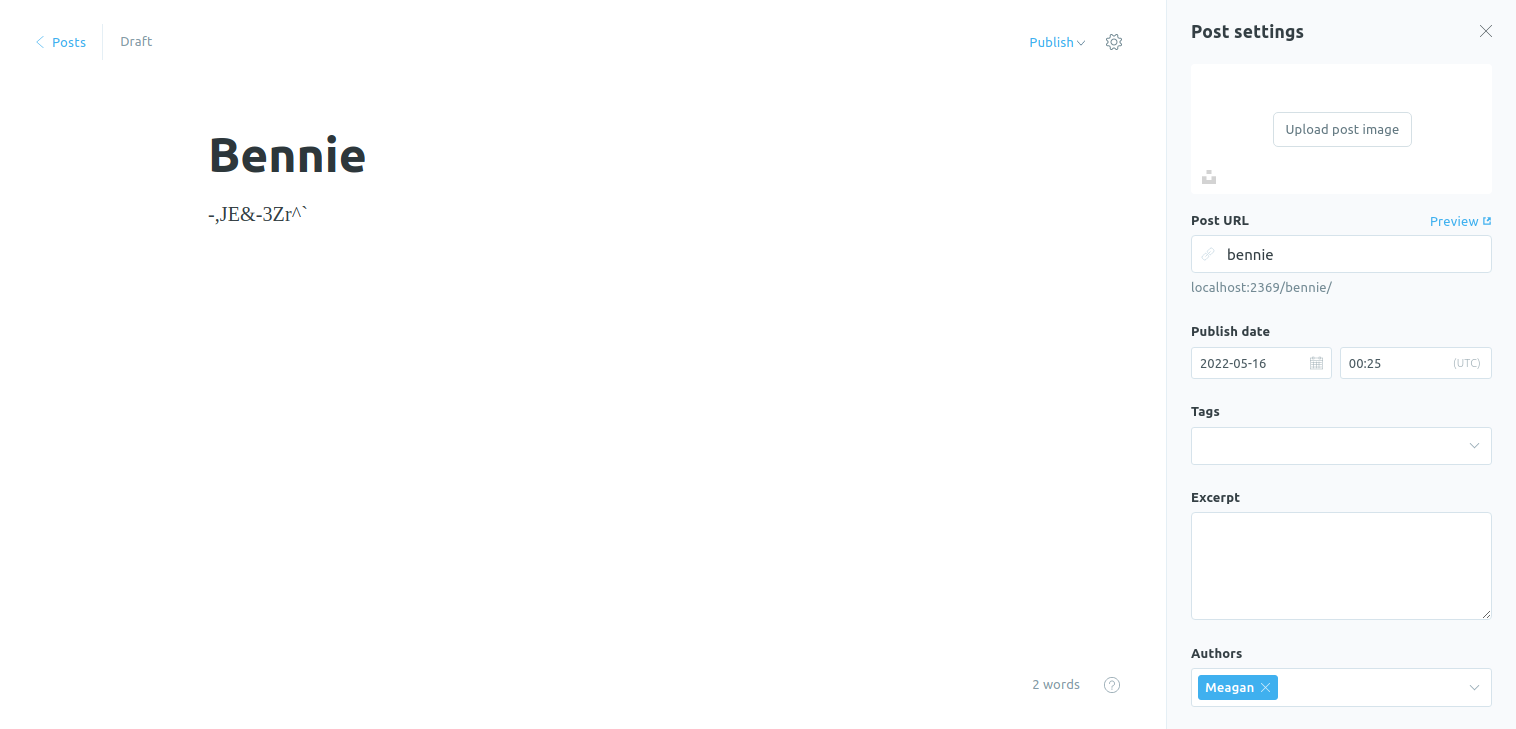 Posts
Draft
Publish
Bennie
-,JE&-3Zr^`
2 words
Post settings
Upload post image
Post URL
Preview
bennie
localhost:2369/bennie/
Publish date
2022-05-16
00:25
(UTC)
Tags
Excerpt
Authors
Meagan